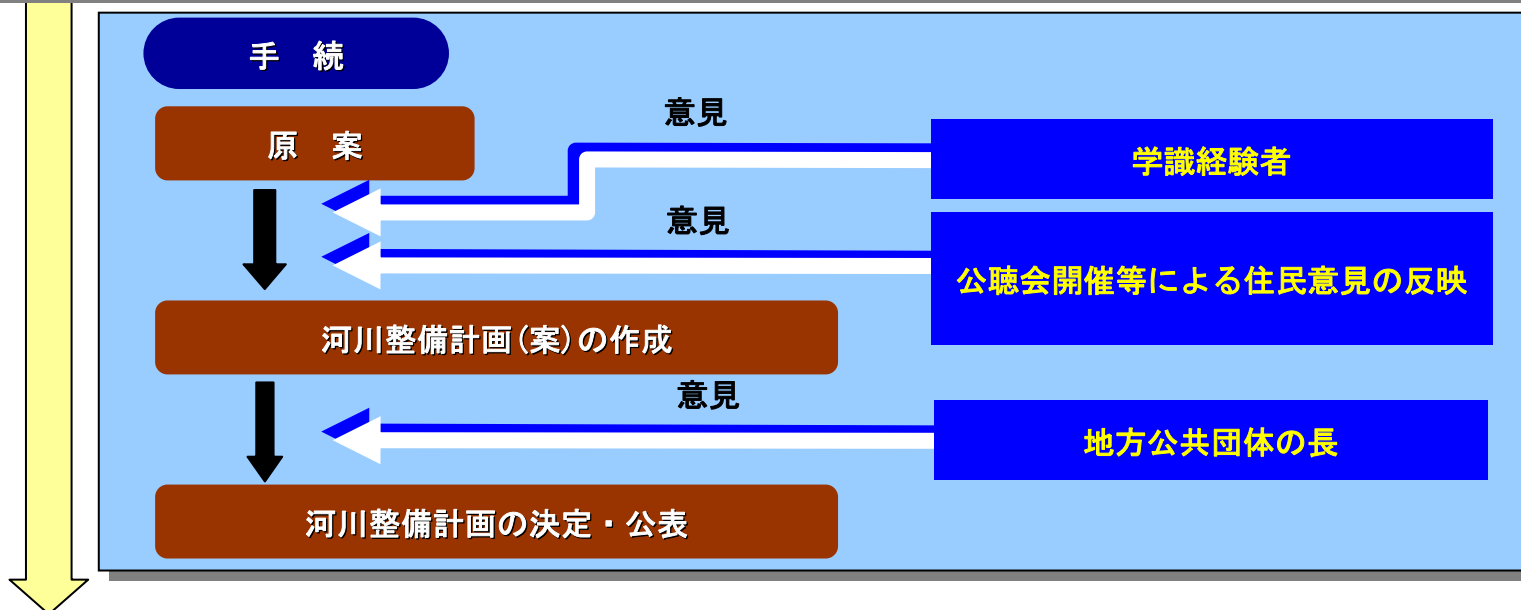 手 続
原 案
意見
学識経験者
意見
公聴会開催等による住民意見の反映
河川整備計画(案)の作成
意見
地方公共団体の長
河川整備計画の決定・公表